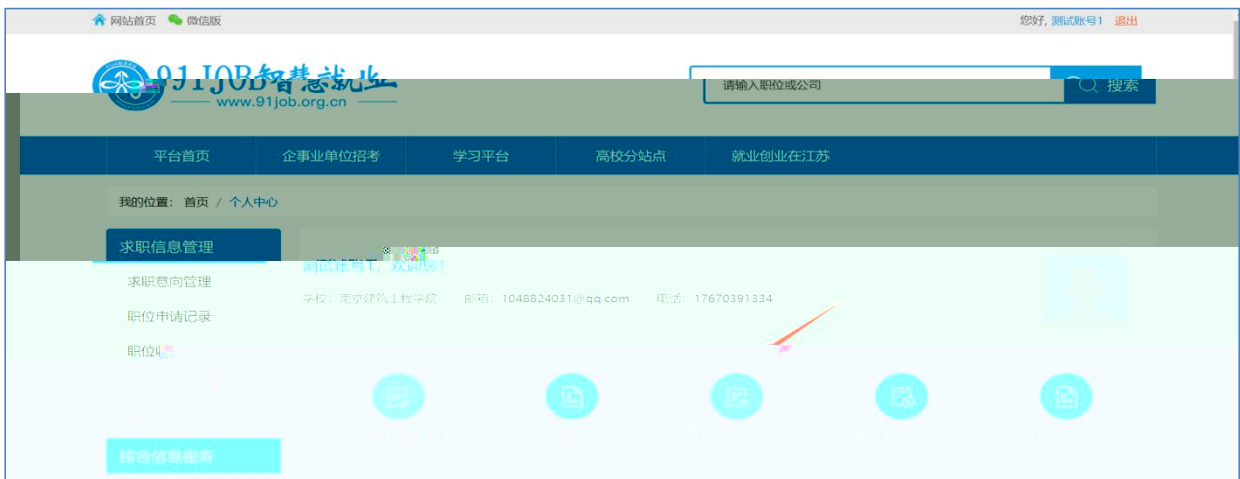 网站首页 微信版 您好, 测试账号1 退出
91JOB智慧就业
www.91job.org.cn
请输入职位或公司 搜索
平台首页 企事业单位招考 学习平台 高校分站点 就业创业在江苏
我的位置： 首页 / 个人中心
求职信息管理
测试账号1，欢迎您！
求职意向管理
学校：南京建筑工程学院 邮箱：1048824031@qq.com 电话：17670391334
职位申请记录
职位
综合信息服务